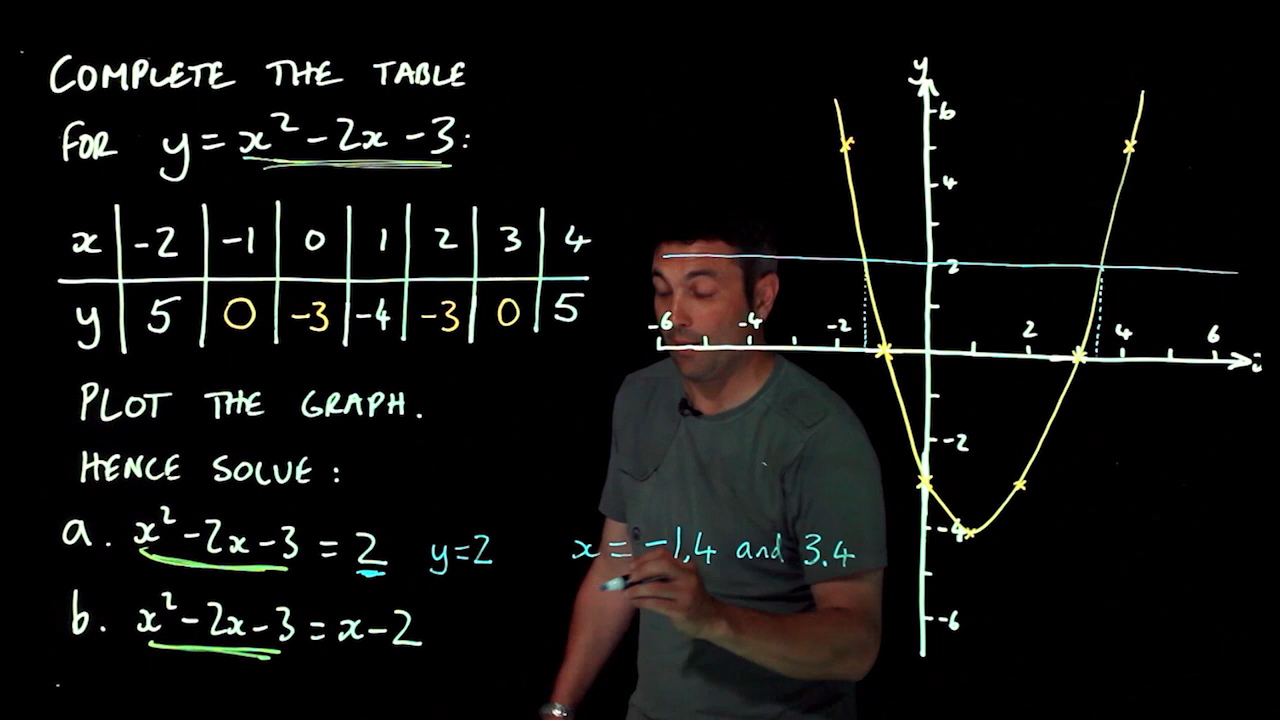 COMPLETE THE TABLE
FOR y = x² - 2x - 3:
x -2 -1 0 1 2 3 4
y 5 0 -3 -4 -3 0 5
PLOT THE GRAPH.
HENCE SOLVE:
a. x² - 2x - 3 = 2 y = 2 x = -1.4 and 3.4
b. x² - 2x - 3 = x - 2
y
6
4
2
-6 -4 -2 2 4 6
-2
-4
-6